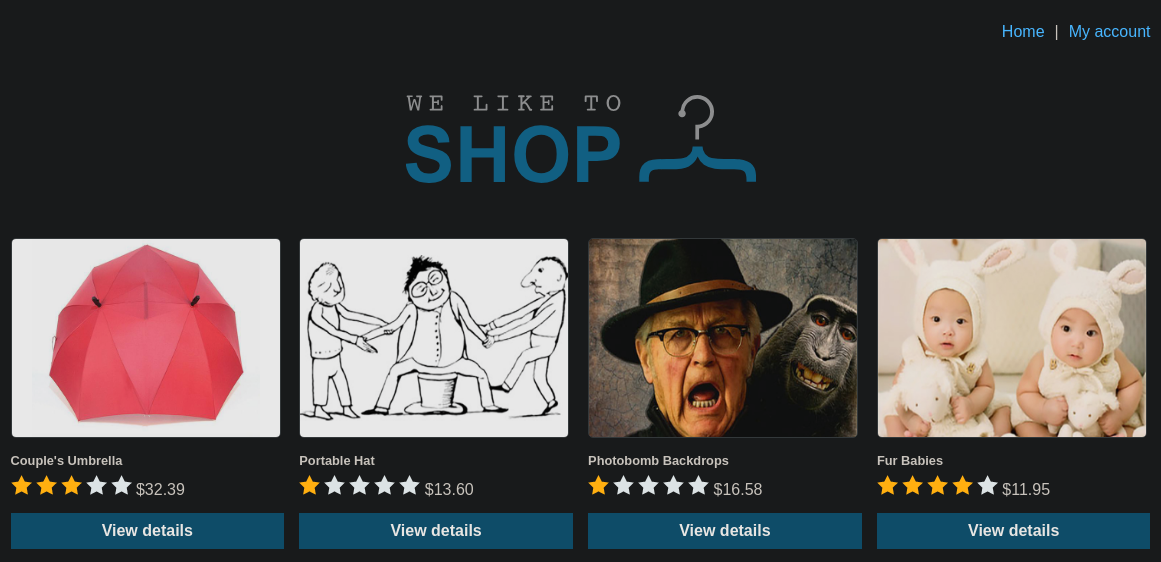 Home | My account
WE LIKE TO
SHOP
Couple's Umbrella
$32.39
View details
Portable Hat
$13.60
View details
Photobomb Backdrops
$16.58
View details
Fur Babies
$11.95
View details